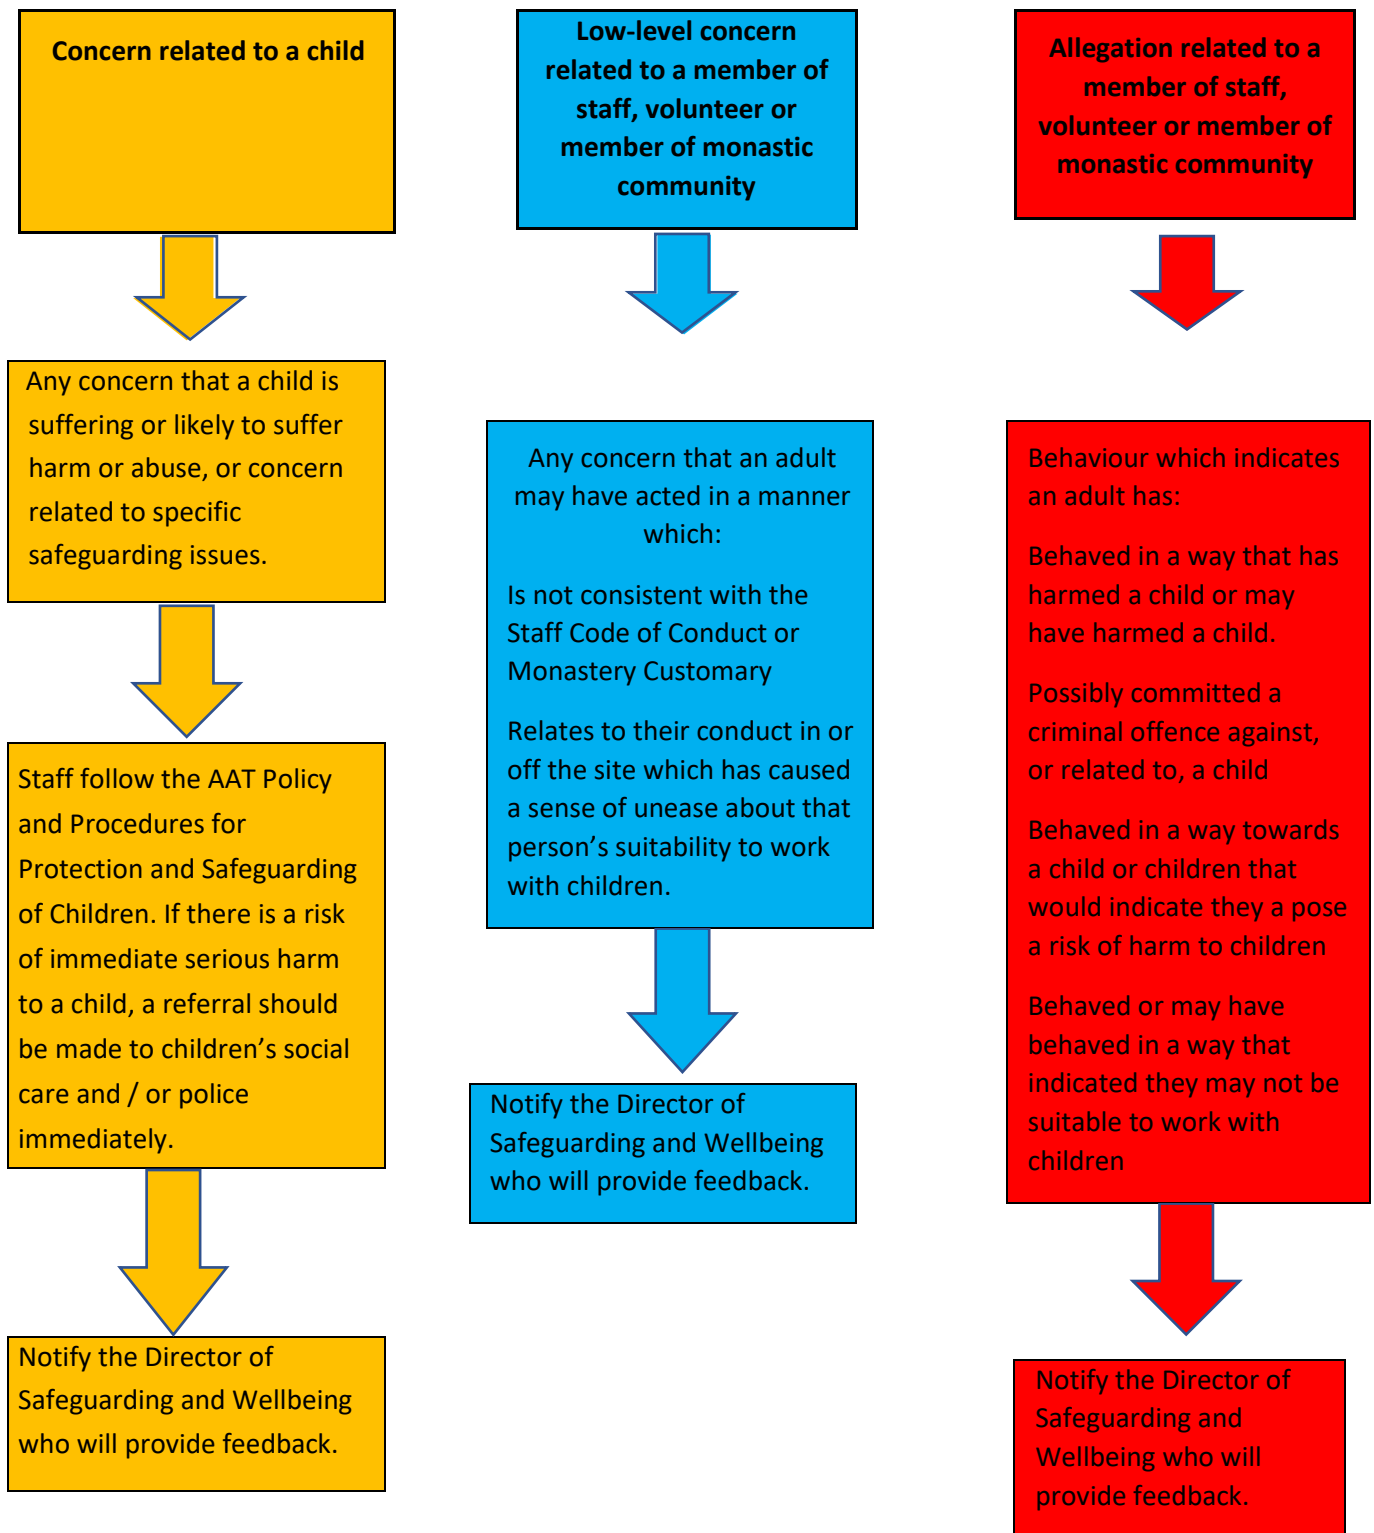 Concern related to a child
Any concern that a child is
suffering or likely to suffer
harm or abuse, or concern
related to specific
safeguarding issues.
Staff follow the AAT Policy
and Procedures for
Protection and Safeguarding
of Children. If there is a risk
of immediate serious harm
to a child, a referral should
be made to children’s social
care and / or police
immediately.
Notify the Director of
Safeguarding and Wellbeing
who will provide feedback.
Low-level concern
related to a member of
staff, volunteer or
member of monastic
community
Any concern that an adult
may have acted in a manner
which:
Is not consistent with the
Staff Code of Conduct or
Monastery Customary
Relates to their conduct in or
off the site which has caused
a sense of unease about that
person’s suitability to work
with children.
Notify the Director of
Safeguarding and Wellbeing
who will provide feedback.
Allegation related to a
member of staff,
volunteer or member of
monastic community
Behaviour which indicates
an adult has:
Behaved in a way that has
harmed a child or may
have harmed a child.
Possibly committed a
criminal offence against,
or related to, a child
Behaved in a way towards
a child or children that
would indicate they a pose
a risk of harm to children
Behaved or may have
behaved in a way that
indicated they may not be
suitable to work with
children
Notify the Director of
Safeguarding and
Wellbeing who will
provide feedback.